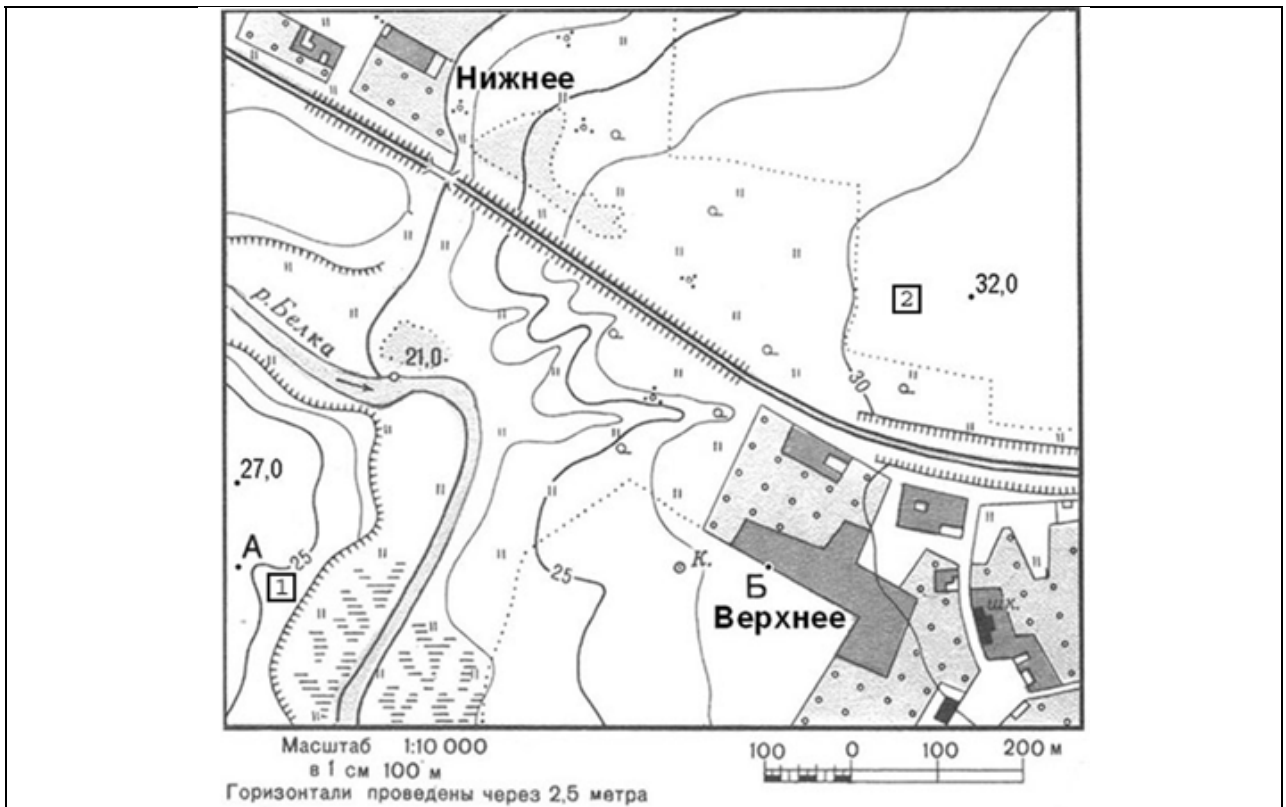 Нижнее
р. Белка
21,0
2
32,0
30
27,0
А
25
1
25
К.
Б
Верхнее
шк.
Масштаб 1:10 000
в 1 см 100 м
Горизонтали проведены через 2,5 метра
100 0 100 200 м